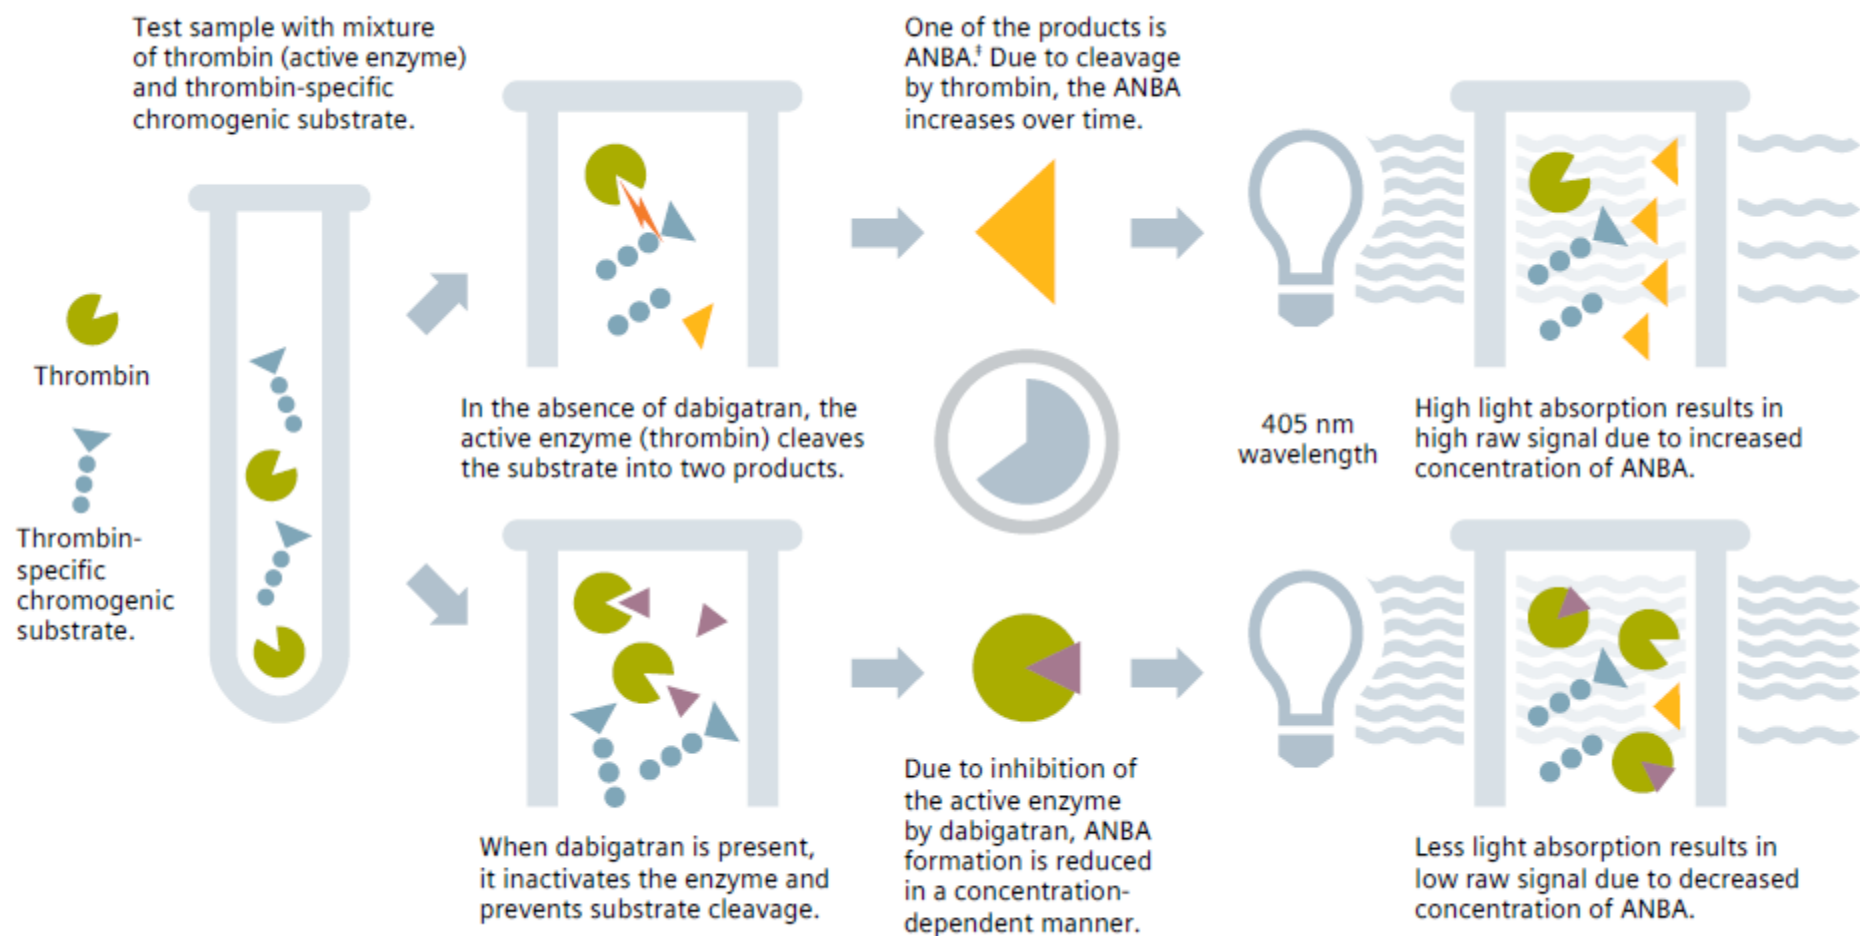 Test sample with mixture
of thrombin (active enzyme)
and thrombin-specific
chromogenic substrate.
One of the products is
ANBA.‡ Due to cleavage
by thrombin, the ANBA
increases over time.
Thrombin
Thrombin-
specific
chromogenic
substrate.
In the absence of dabigatran, the
active enzyme (thrombin) cleaves
the substrate into two products.
405 nm
wavelength
High light absorption results in
high raw signal due to increased
concentration of ANBA.
When dabigatran is present,
it inactivates the enzyme and
prevents substrate cleavage.
Due to inhibition of
the active enzyme
by dabigatran, ANBA
formation is reduced
in a concentration-
dependent manner.
Less light absorption results in
low raw signal due to decreased
concentration of ANBA.